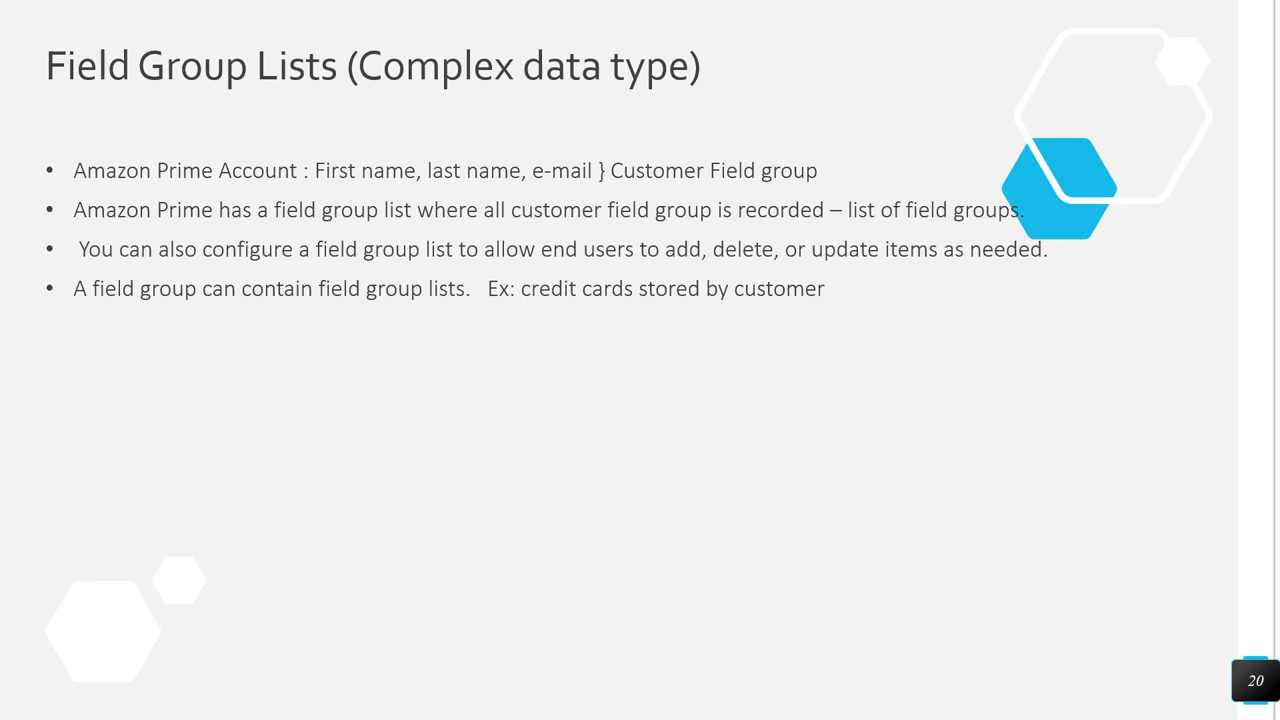 Field Group Lists (Complex data type)
• Amazon Prime Account : First name, last name, e-mail } Customer Field group
• Amazon Prime has a field group list where all customer field group is recorded – list of field groups.
• You can also configure a field group list to allow end users to add, delete, or update items as needed.
• A field group can contain field group lists.   Ex: credit cards stored by customer
20